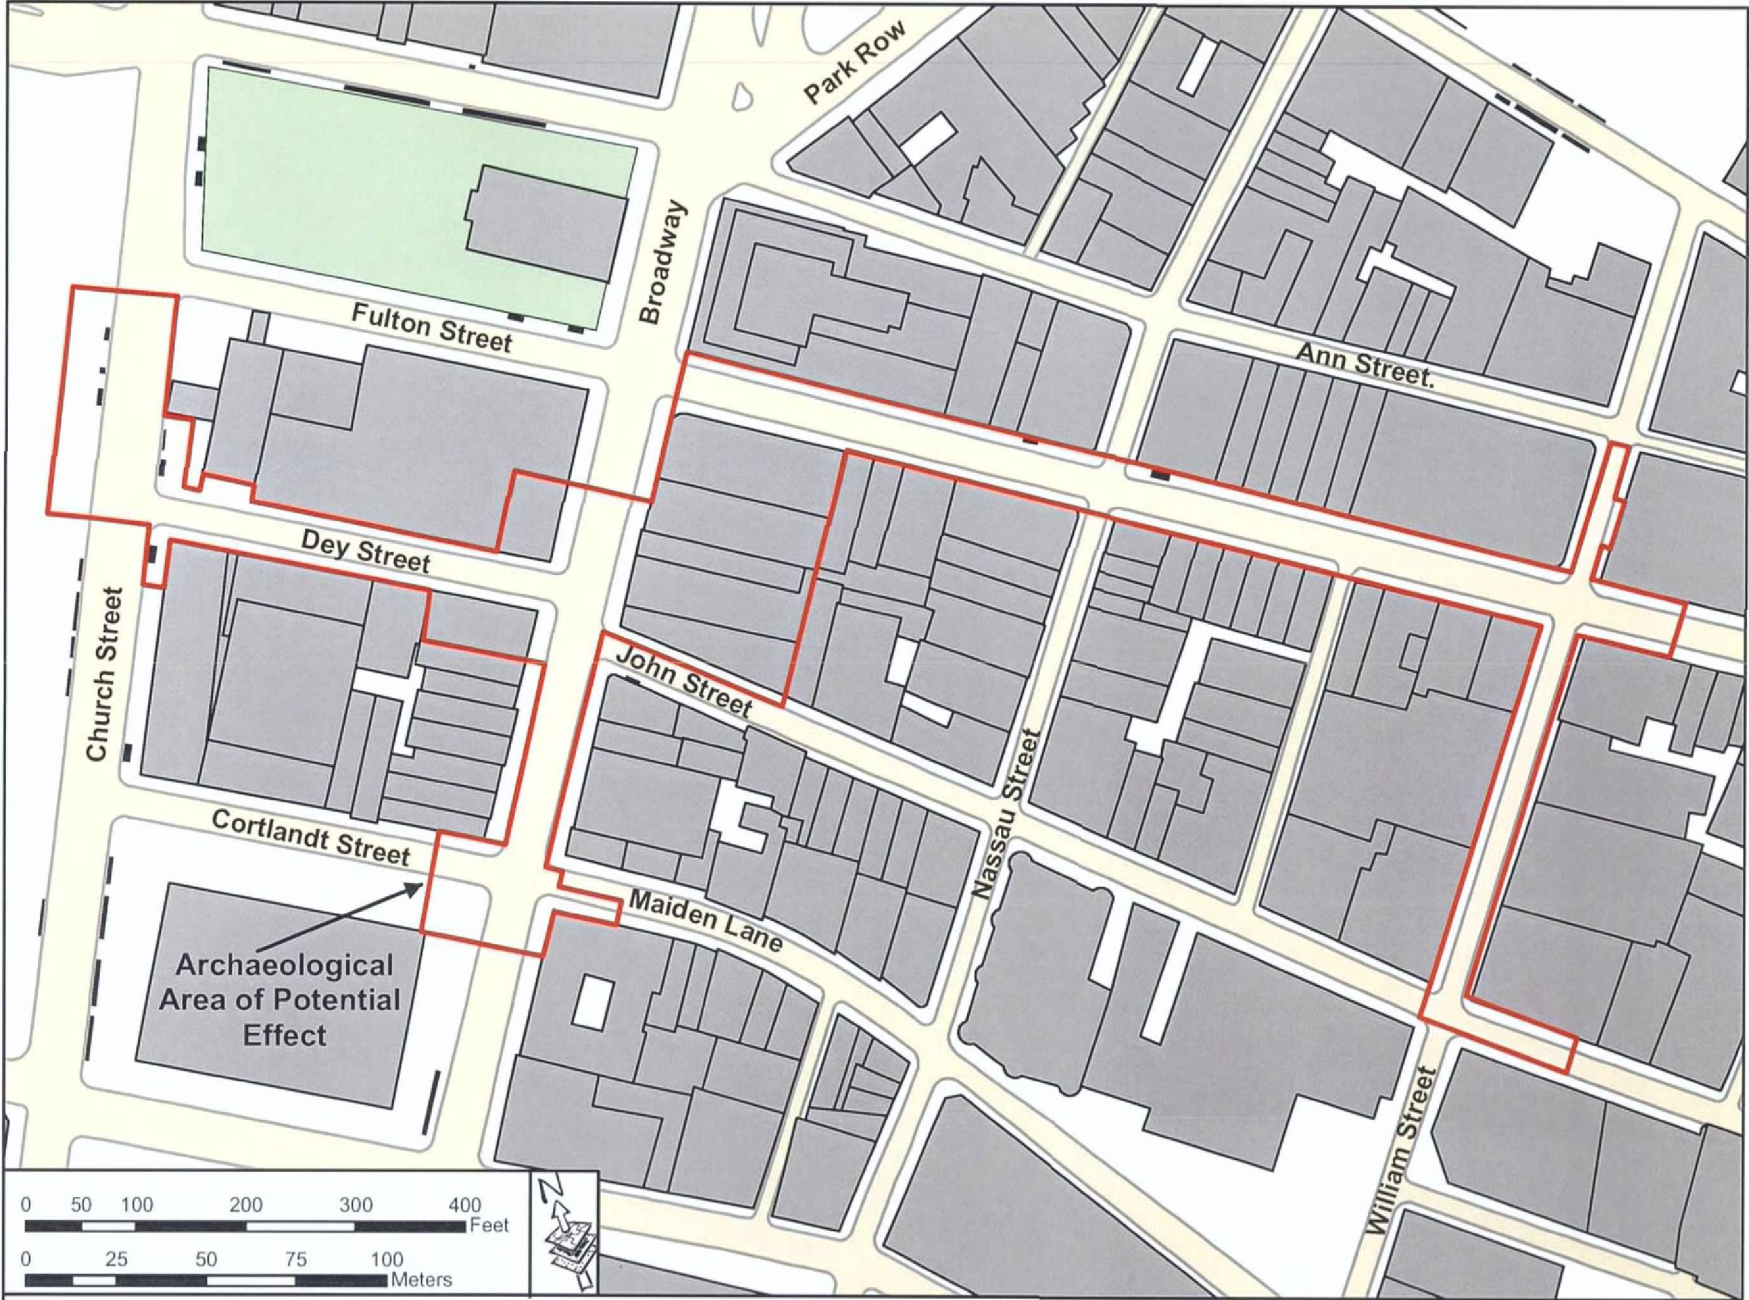 Park Row
Broadway
Fulton Street
Ann Street.
Dey Street
Church Street
John Street
Nassau Street
Cortlandt Street
Maiden Lane
Archaeological
Area of Potential
Effect
William Street
0 50 100 200 300 400
Feet
0 25 50 75 100
Meters
N